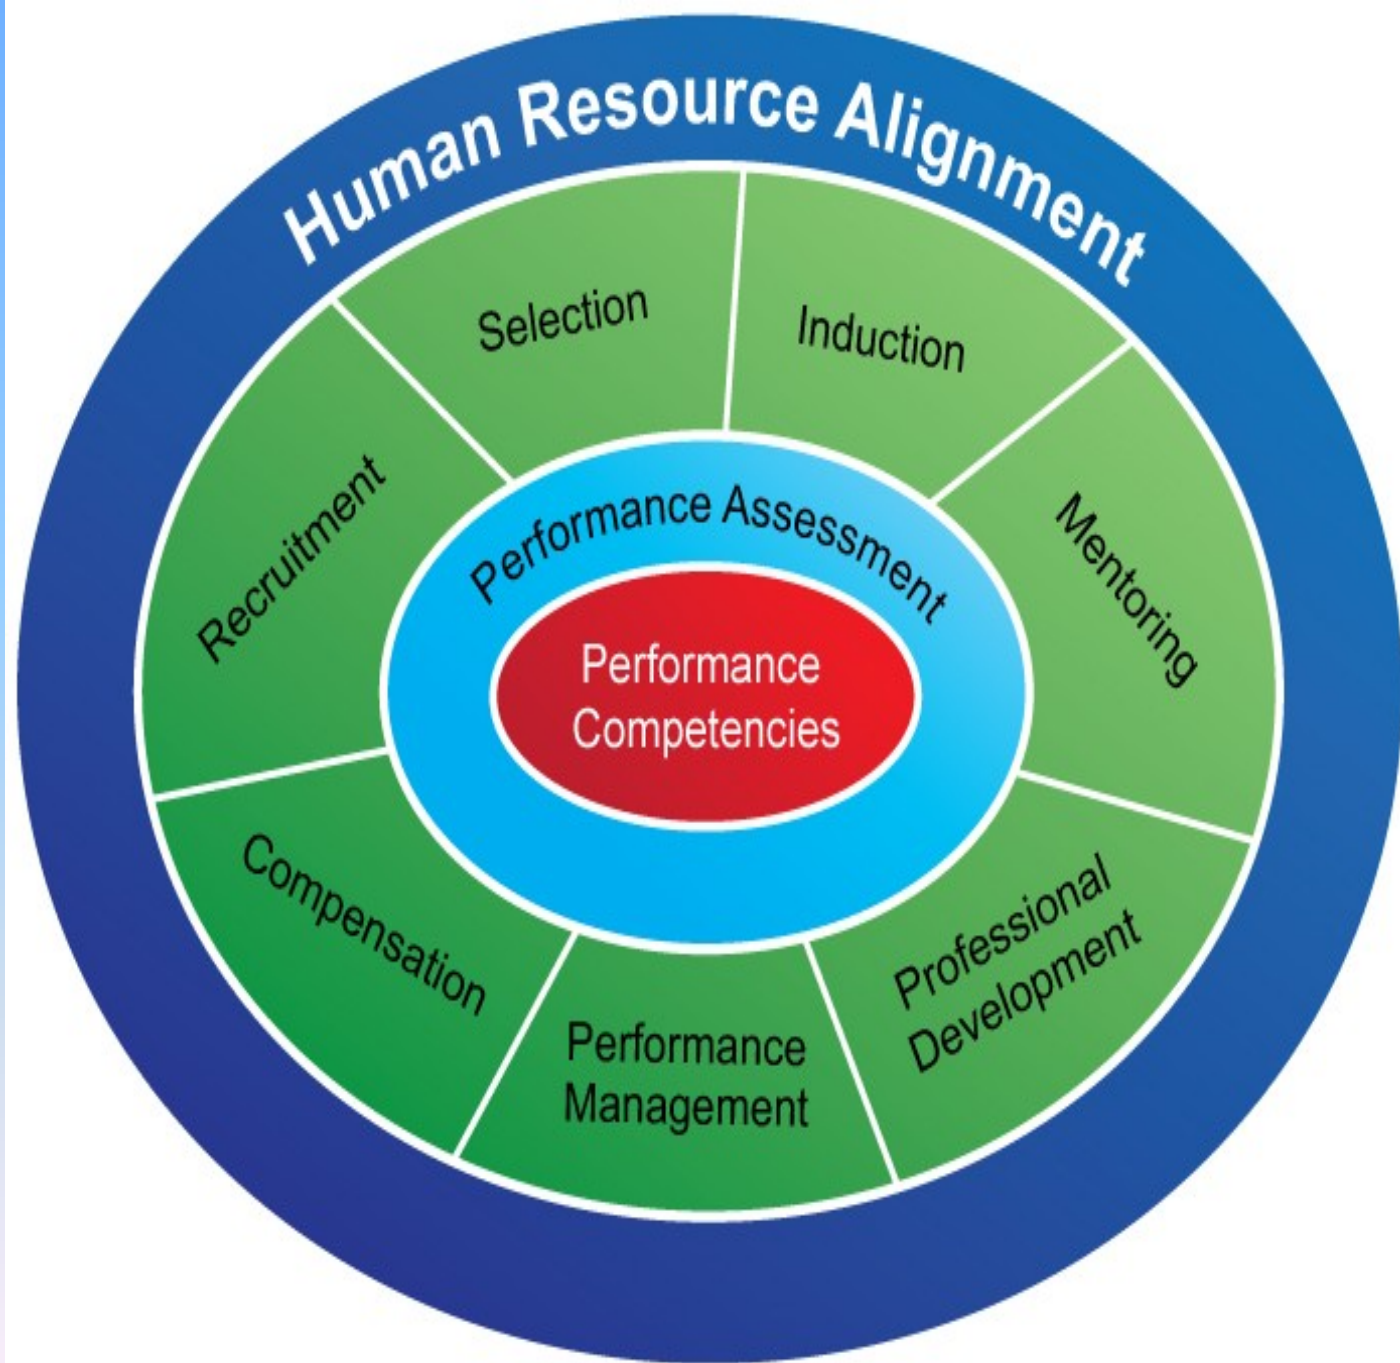 Human Resource Alignment
Selection
Induction
Recruitment
Mentoring
Performance Assessment
Performance
Competencies
Compensation
Professional
Development
Performance
Management